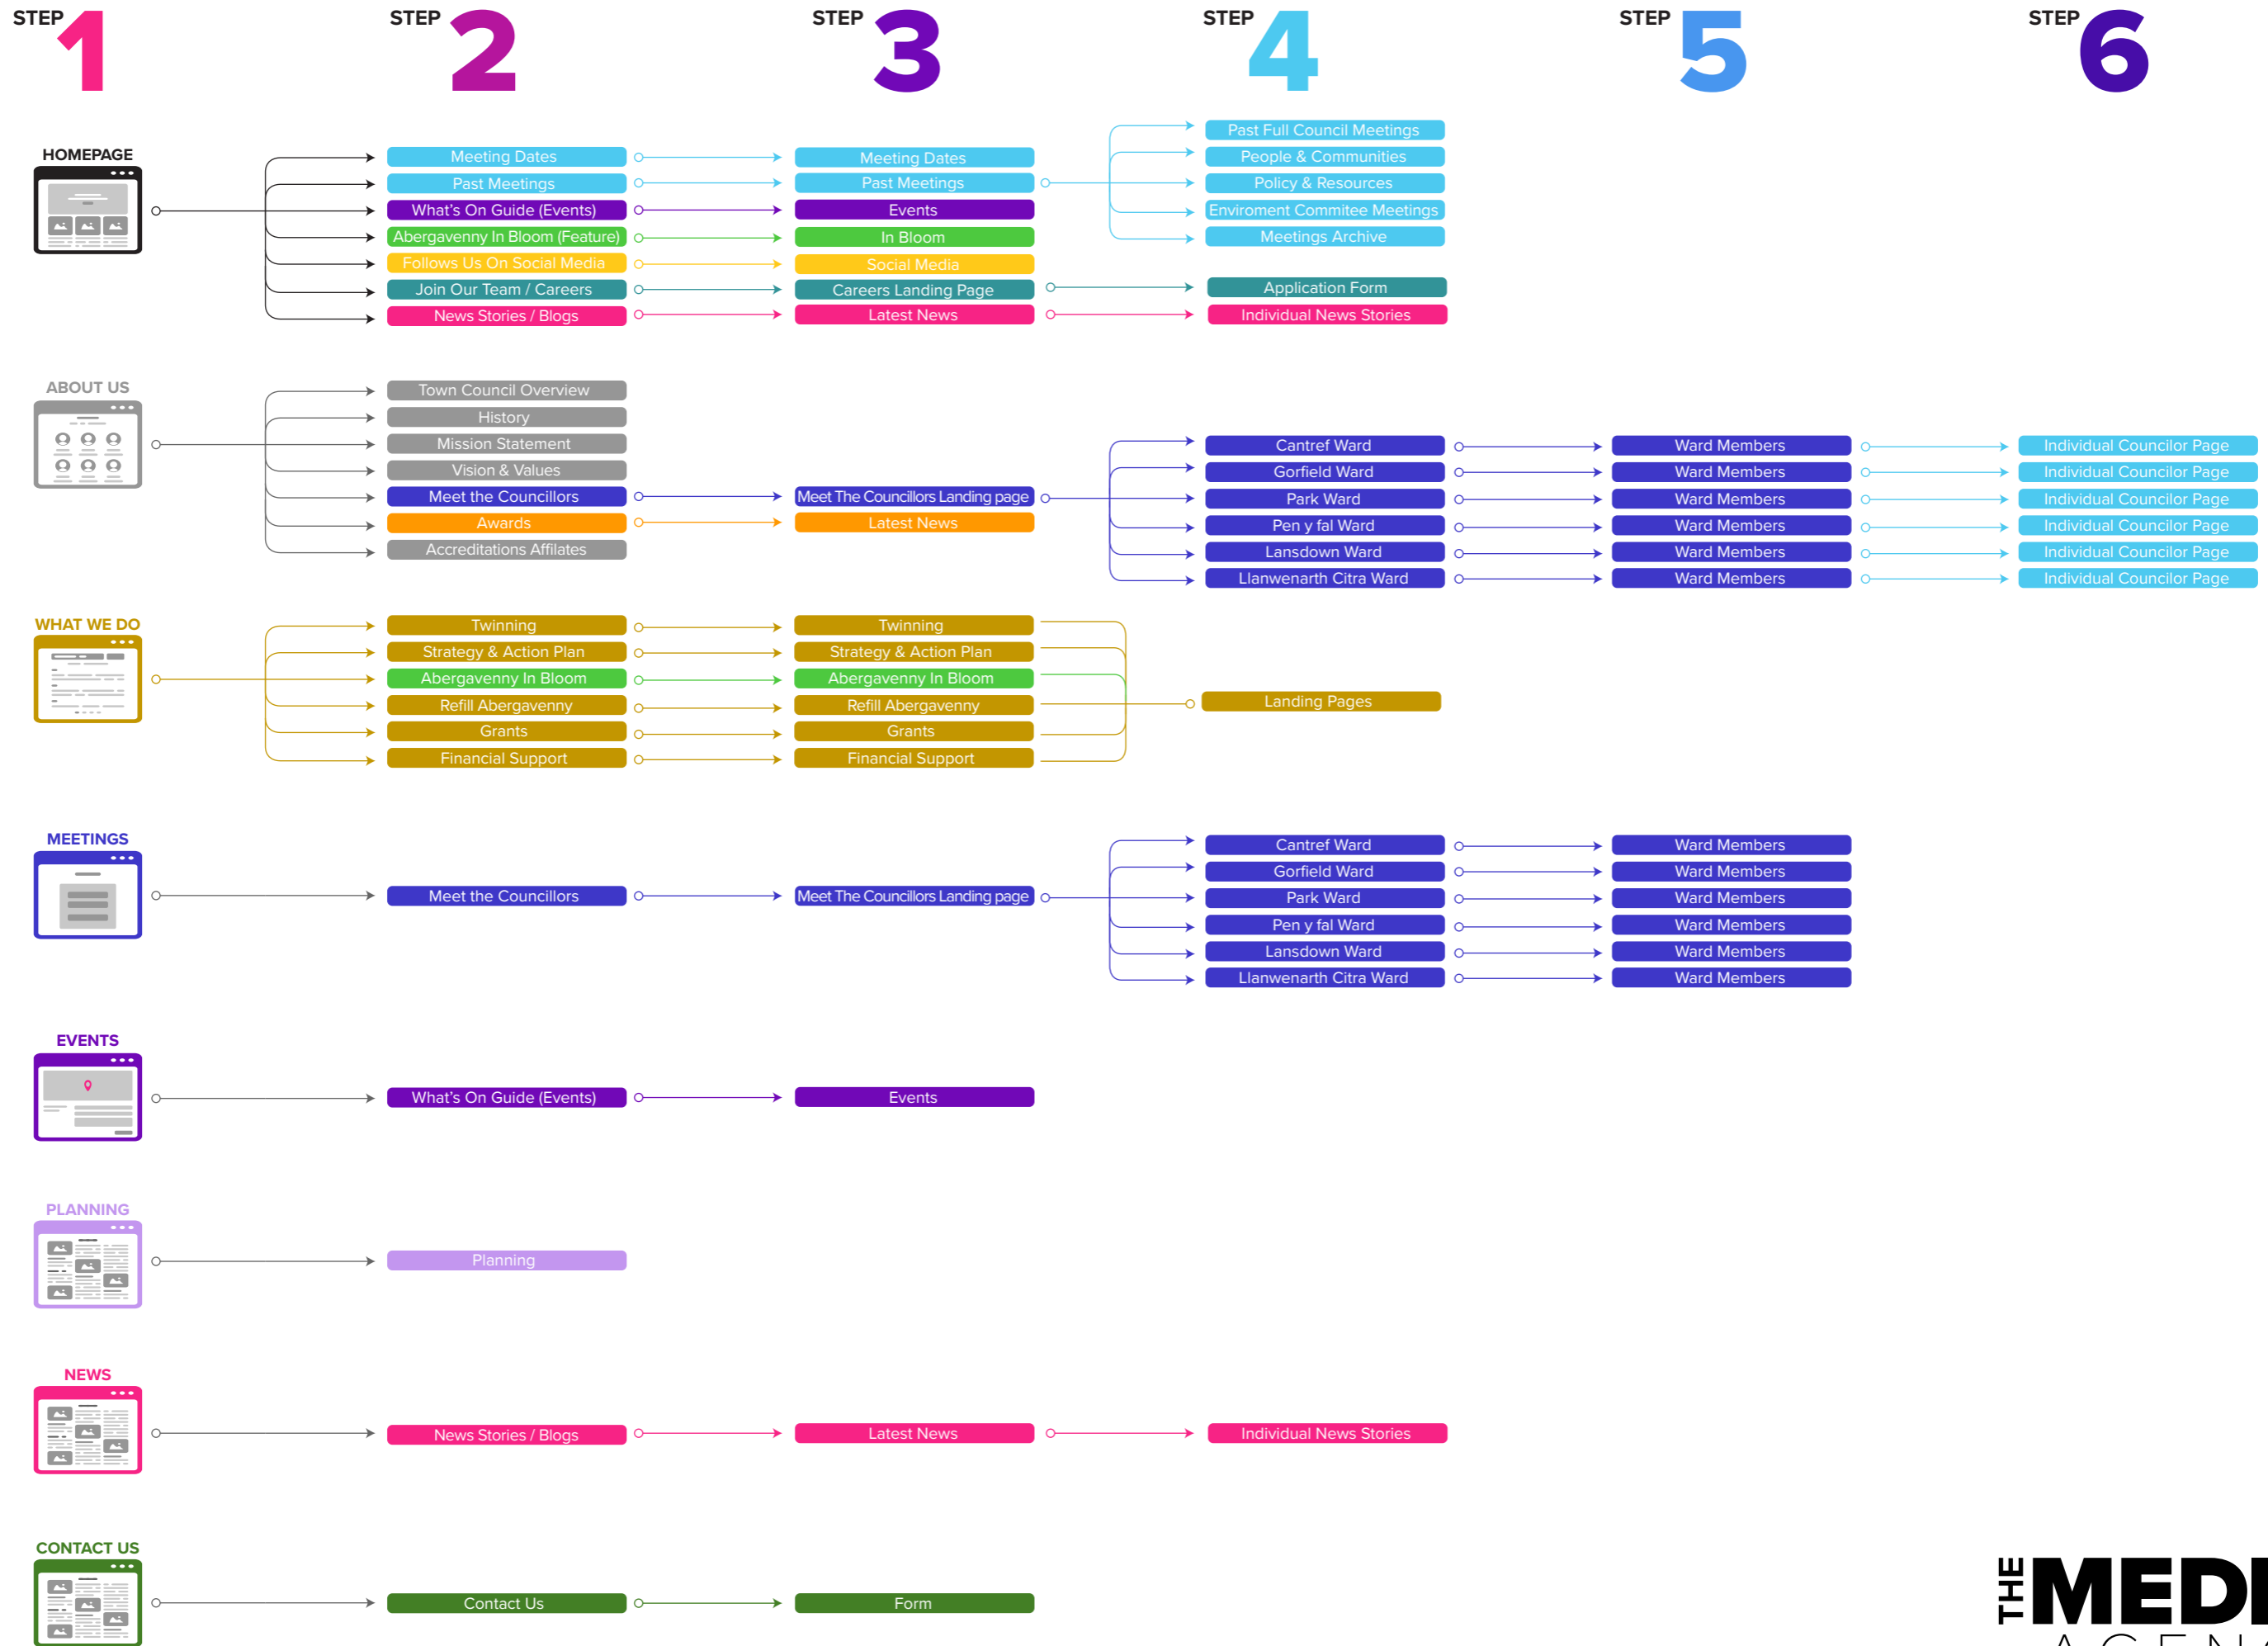 STEP 1
STEP 2
STEP 3
STEP 4
STEP 5
STEP 6
HOMEPAGE
Meeting Dates
Past Meetings
What's On Guide (Events)
Abergavenny In Bloom (Feature)
Follows Us On Social Media
Join Our Team / Careers
News Stories / Blogs
Meeting Dates
Past Meetings
Events
In Bloom
Social Media
Careers Landing Page
Latest News
Past Full Council Meetings
People & Communities
Policy & Resources
Enviroment Commitee Meetings
Meetings Archive
Application Form
Individual News Stories
ABOUT US
Town Council Overview
History
Mission Statement
Vision & Values
Meet the Councillors
Awards
Accreditations Affilates
Meet The Councillors Landing page
Latest News
Cantref Ward
Gorfield Ward
Park Ward
Pen y fal Ward
Lansdown Ward
Llanwenarth Citra Ward
Ward Members
Ward Members
Ward Members
Ward Members
Ward Members
Ward Members
Individual Councilor Page
Individual Councilor Page
Individual Councilor Page
Individual Councilor Page
Individual Councilor Page
Individual Councilor Page
WHAT WE DO
Twinning
Strategy & Action Plan
Abergavenny In Bloom
Refill Abergavenny
Grants
Financial Support
Twinning
Strategy & Action Plan
Abergavenny In Bloom
Refill Abergavenny
Grants
Financial Support
Landing Pages
MEETINGS
Meet the Councillors
Meet The Councillors Landing page
Cantref Ward
Gorfield Ward
Park Ward
Pen y fal Ward
Lansdown Ward
Llanwenarth Citra Ward
Ward Members
Ward Members
Ward Members
Ward Members
Ward Members
Ward Members
EVENTS
What's On Guide (Events)
Events
PLANNING
Planning
NEWS
News Stories / Blogs
Latest News
Individual News Stories
CONTACT US
Contact Us
Form
THE